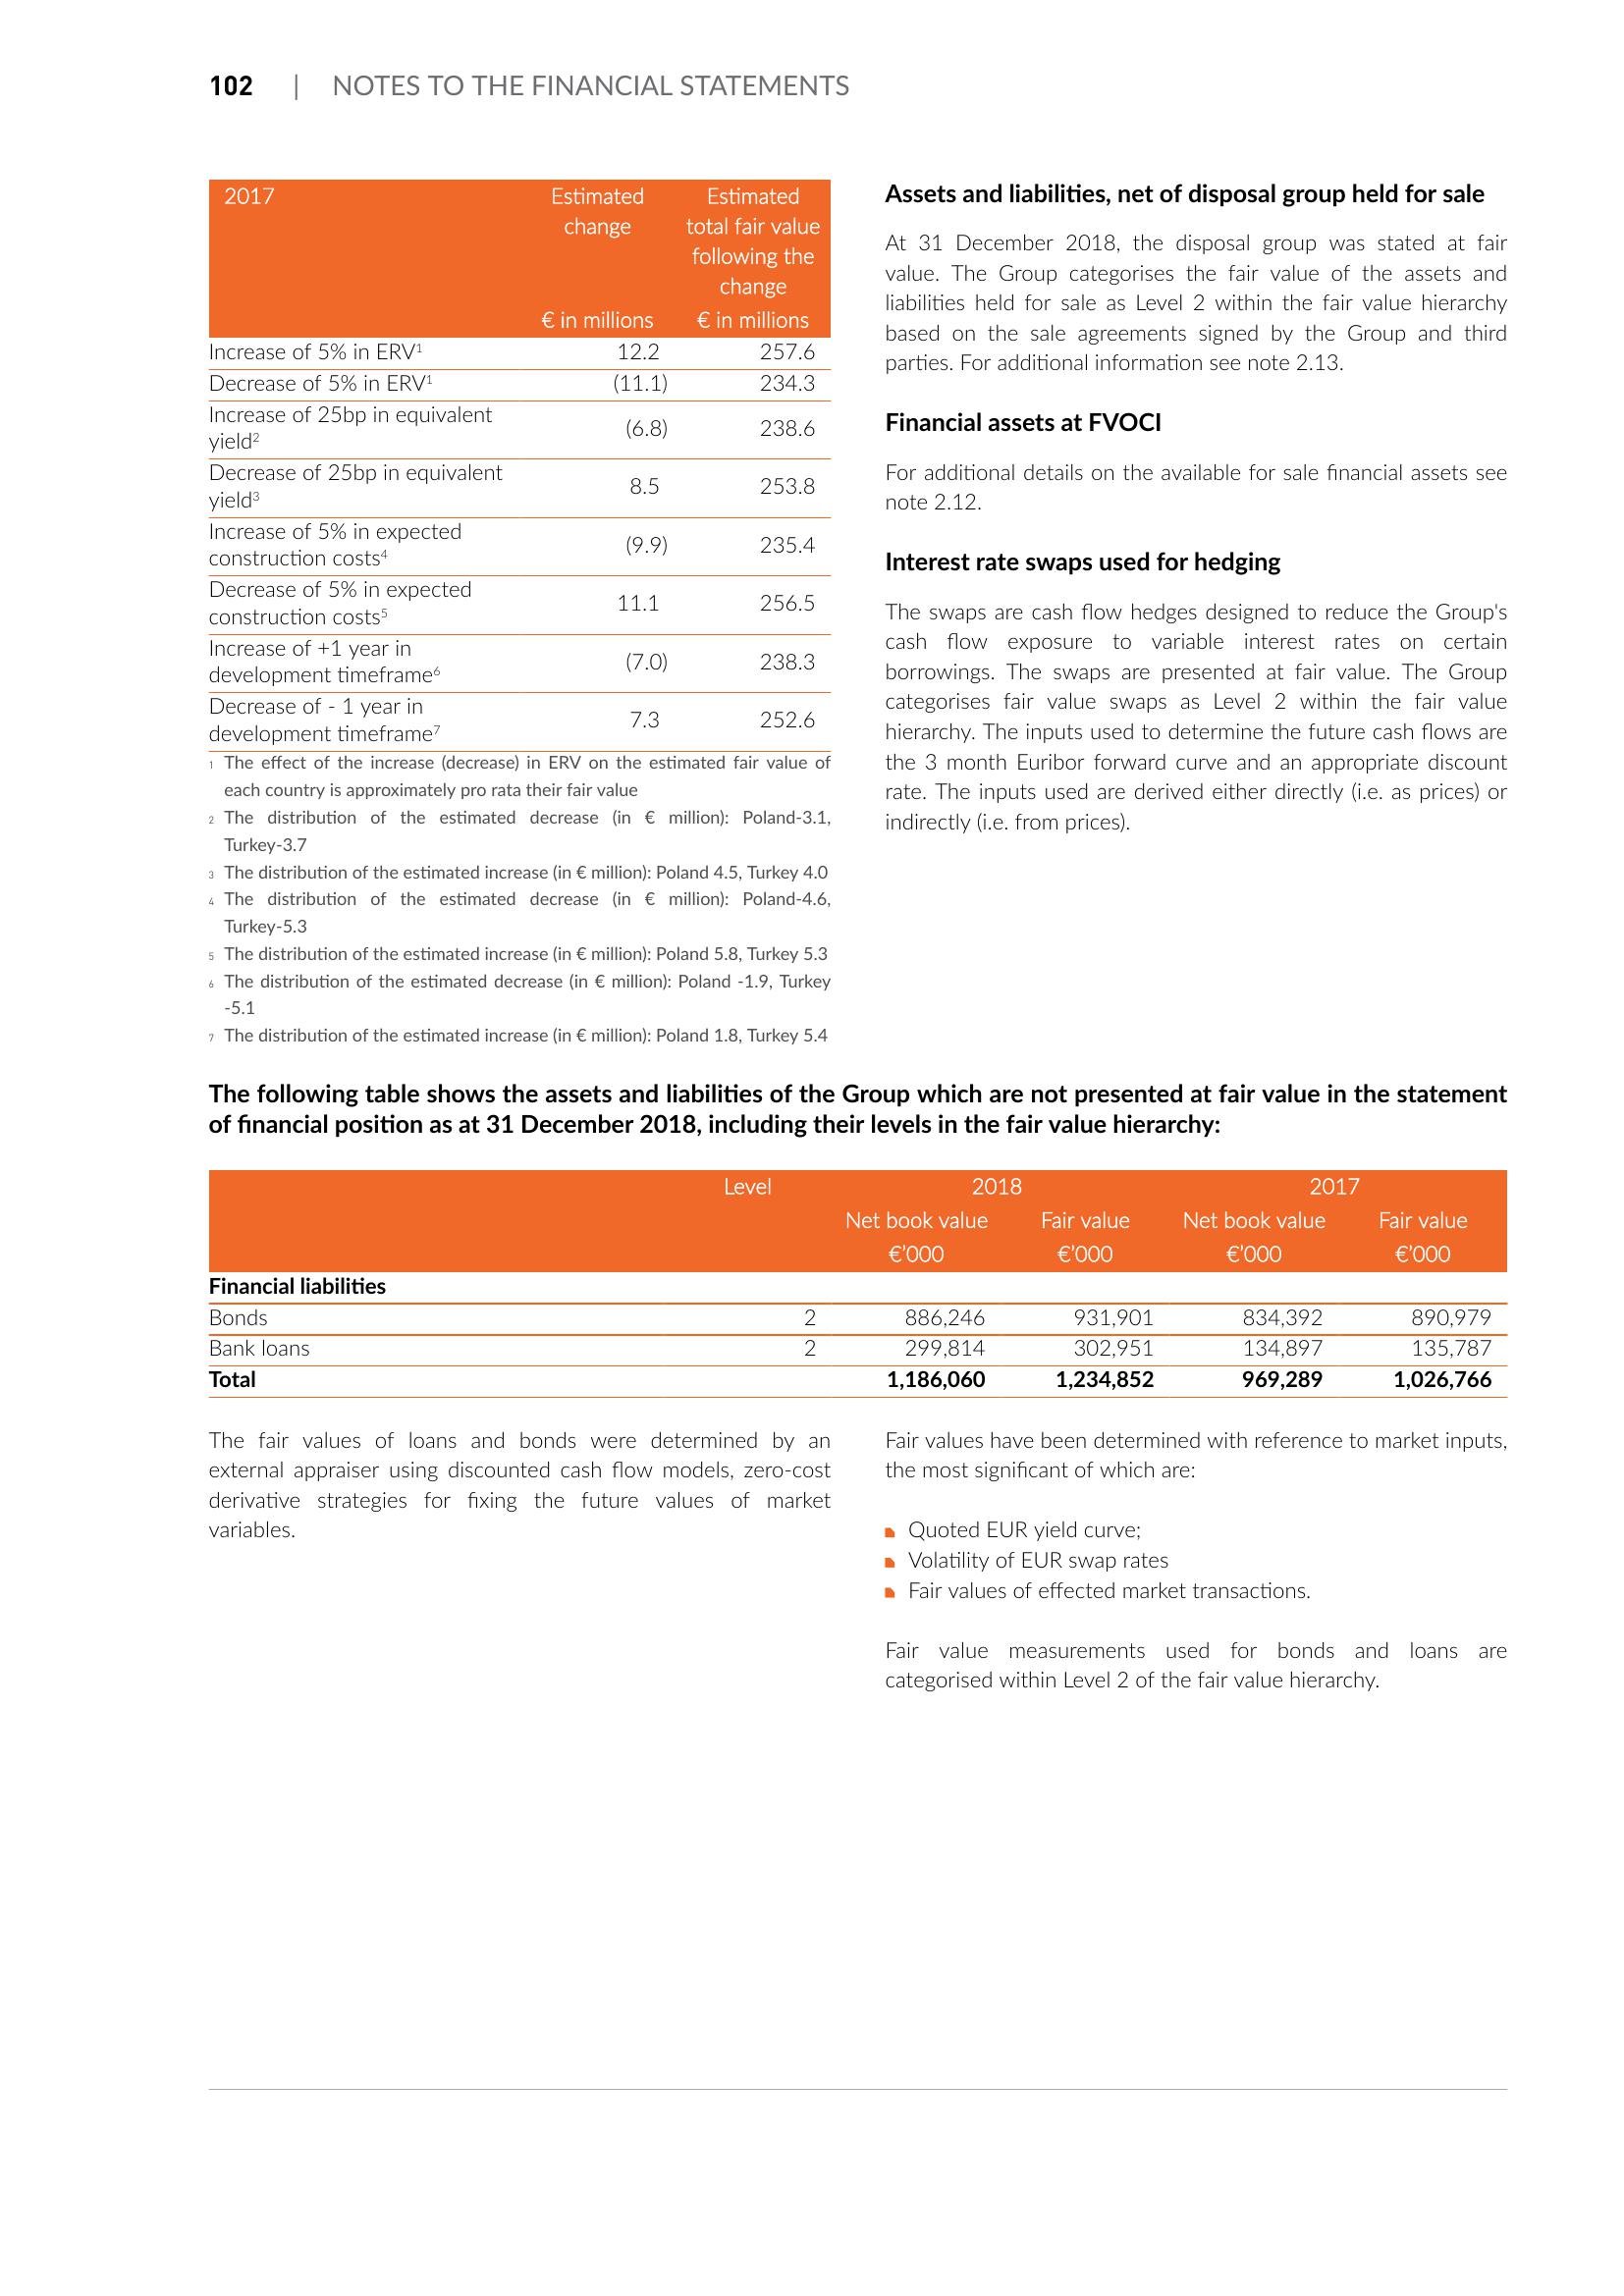 102 | NOTES TO THE FINANCIAL STATEMENTS
2017 Estimated Estimated
change total fair value
following the
change
€ in millions € in millions
Increase of 5% in ERV¹ 12.2 257.6
Decrease of 5% in ERV¹ (11.1) 234.3
Increase of 25bp in equivalent
yield² (6.8) 238.6
Decrease of 25bp in equivalent
yield³ 8.5 253.8
Increase of 5% in expected
construction costs⁴ (9.9) 235.4
Decrease of 5% in expected
construction costs⁵ 11.1 256.5
Increase of +1 year in
development timeframe⁶ (7.0) 238.3
Decrease of - 1 year in
development timeframe⁷ 7.3 252.6
1 The effect of the increase (decrease) in ERV on the estimated fair value of
each country is approximately pro rata their fair value
2 The distribution of the estimated decrease (in € million): Poland-3.1,
Turkey-3.7
3 The distribution of the estimated increase (in € million): Poland 4.5, Turkey 4.0
4 The distribution of the estimated decrease (in € million): Poland-4.6,
Turkey-5.3
5 The distribution of the estimated increase (in € million): Poland 5.8, Turkey 5.3
6 The distribution of the estimated decrease (in € million): Poland -1.9, Turkey
-5.1
7 The distribution of the estimated increase (in € million): Poland 1.8, Turkey 5.4
Assets and liabilities, net of disposal group held for sale
At 31 December 2018, the disposal group was stated at fair
value. The Group categorises the fair value of the assets and
liabilities held for sale as Level 2 within the fair value hierarchy
based on the sale agreements signed by the Group and third
parties. For additional information see note 2.13.
Financial assets at FVOCI
For additional details on the available for sale financial assets see
note 2.12.
Interest rate swaps used for hedging
The swaps are cash flow hedges designed to reduce the Group's
cash flow exposure to variable interest rates on certain
borrowings. The swaps are presented at fair value. The Group
categorises fair value swaps as Level 2 within the fair value
hierarchy. The inputs used to determine the future cash flows are
the 3 month Euribor forward curve and an appropriate discount
rate. The inputs used are derived either directly (i.e. as prices) or
indirectly (i.e. from prices).
The following table shows the assets and liabilities of the Group which are not presented at fair value in the statement
of financial position as at 31 December 2018, including their levels in the fair value hierarchy:
Level 2018 2017
Net book value Fair value Net book value Fair value
€’000 €’000 €’000 €’000
Financial liabilities
Bonds 2 886,246 931,901 834,392 890,979
Bank loans 2 299,814 302,951 134,897 135,787
Total 1,186,060 1,234,852 969,289 1,026,766
The fair values of loans and bonds were determined by an
external appraiser using discounted cash flow models, zero-cost
derivative strategies for fixing the future values of market
variables.
Fair values have been determined with reference to market inputs,
the most significant of which are:
Quoted EUR yield curve;
Volatility of EUR swap rates
Fair values of effected market transactions.
Fair value measurements used for bonds and loans are
categorised within Level 2 of the fair value hierarchy.